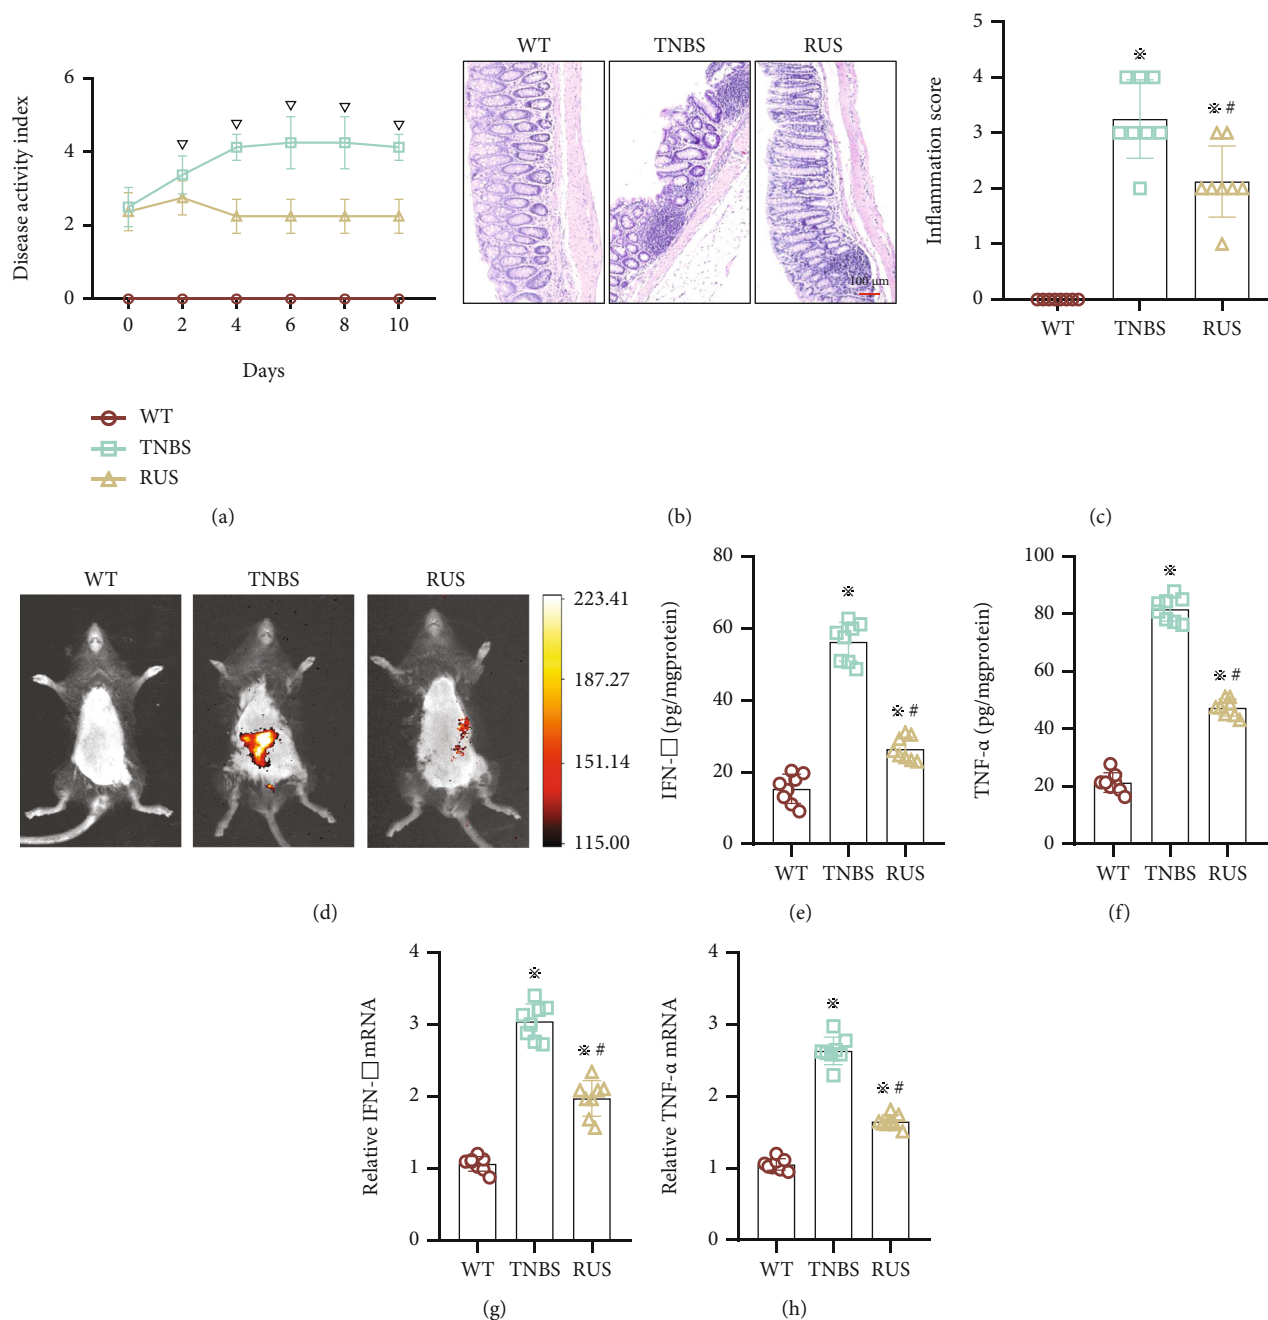 Disease activity index
6
4
2
0
0 2 4 6 8 10
Days
WT
TNBS
RUS
(a)
WT TNBS RUS
100 μm
(b)
Inflammation score
5
4
3
2
1
0
※
※ #
WT TNBS RUS
(c)
WT TNBS RUS
223.41
187.27
151.14
115.00
(d)
IFN-□ (pg/mgprotein)
80
60
40
20
0
※
※ #
WT TNBS RUS
(e)
TNF-α (pg/mgprotein)
100
80
60
40
20
0
※
※ #
WT TNBS RUS
(f)
Relative IFN-□ mRNA
4
3
2
1
0
※
※ #
WT TNBS RUS
(g)
Relative TNF-α mRNA
4
3
2
1
0
※
※ #
WT TNBS RUS
(h)